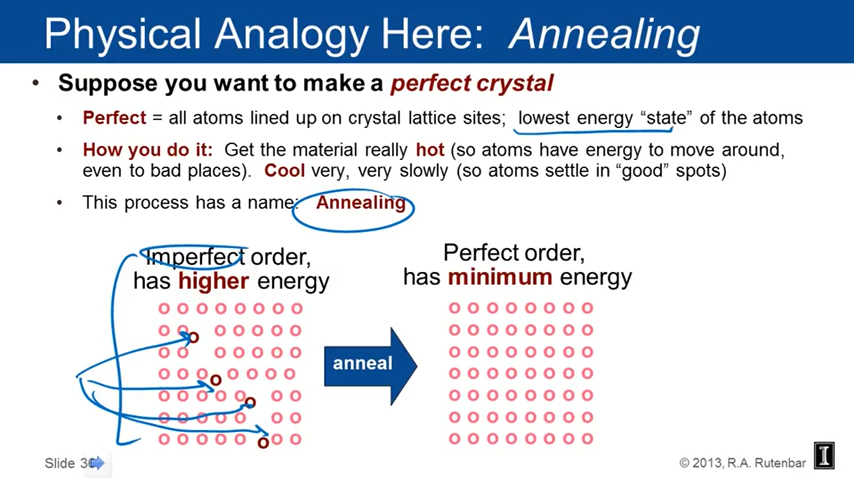 Physical Analogy Here: Annealing
• Suppose you want to make a perfect crystal
• Perfect = all atoms lined up on crystal lattice sites; lowest energy “state” of the atoms
• How you do it: Get the material really hot (so atoms have energy to move around,
even to bad places). Cool very, very slowly (so atoms settle in “good” spots)
• This process has a name: Annealing
Imperfect order,
has higher energy
Perfect order,
has minimum energy
anneal
Slide 3
© 2013, R.A. Rutenbar
I